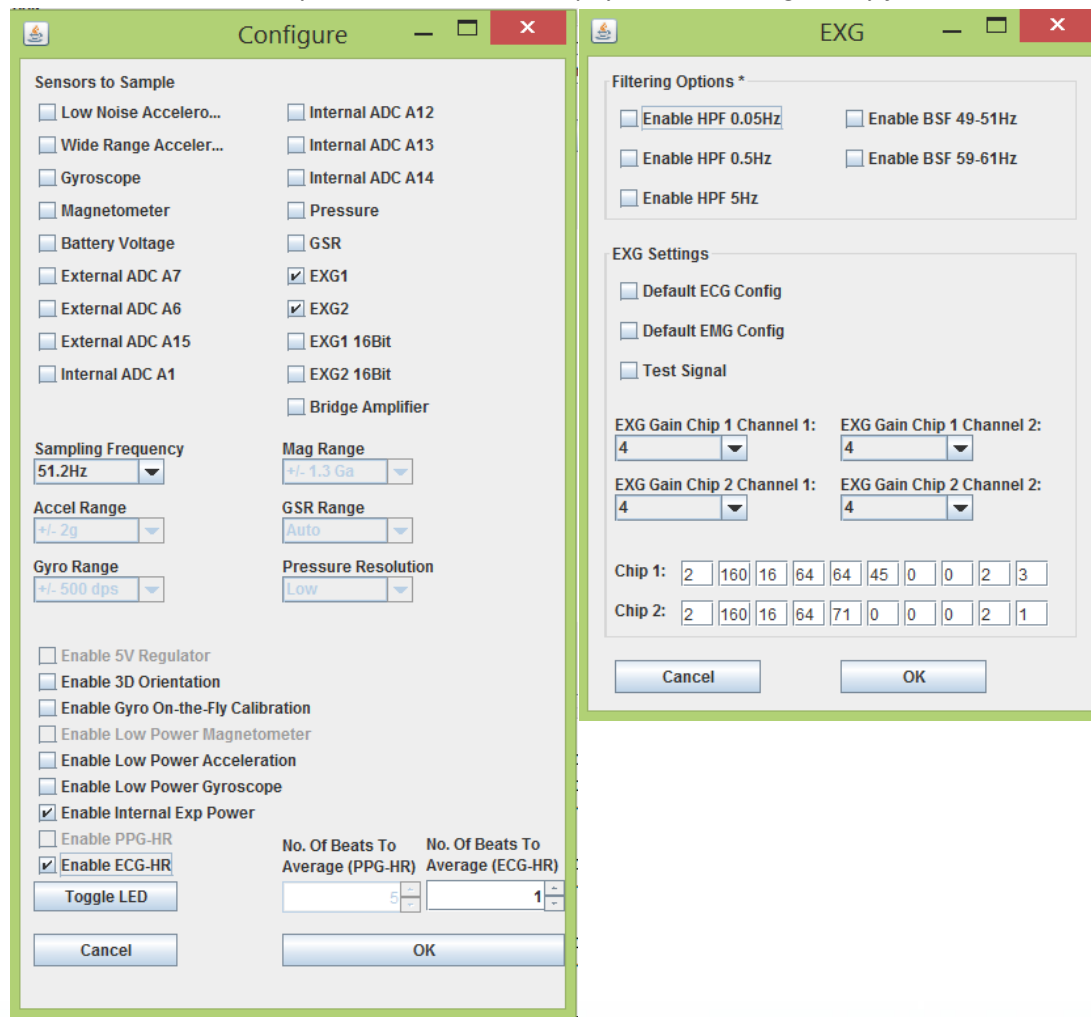 Configure
Sensors to Sample
Low Noise Accelero...
Internal ADC A12
Wide Range Acceler...
Internal ADC A13
Gyroscope
Internal ADC A14
Magnetometer
Pressure
Battery Voltage
GSR
External ADC A7
EXG1
External ADC A6
EXG2
External ADC A15
EXG1 16Bit
Internal ADC A1
EXG2 16Bit
Bridge Amplifier
Sampling Frequency
Mag Range
51.2Hz
+/- 1.3 Ga
Accel Range
GSR Range
+/- 2g
Auto
Gyro Range
Pressure Resolution
+/- 500 dps
Low
Enable 5V Regulator
Enable 3D Orientation
Enable Gyro On-the-Fly Calibration
Enable Low Power Magnetometer
Enable Low Power Acceleration
Enable Low Power Gyroscope
Enable Internal Exp Power
Enable PPG-HR
Enable ECG-HR
No. Of Beats To
Average (PPG-HR)
No. Of Beats To
Average (ECG-HR)
Toggle LED
5
1
Cancel
OK
EXG
Filtering Options *
Enable HPF 0.05Hz
Enable BSF 49-51Hz
Enable HPF 0.5Hz
Enable BSF 59-61Hz
Enable HPF 5Hz
EXG Settings
Default ECG Config
Default EMG Config
Test Signal
EXG Gain Chip 1 Channel 1:
EXG Gain Chip 1 Channel 2:
4
4
EXG Gain Chip 2 Channel 1:
EXG Gain Chip 2 Channel 2:
4
4
Chip 1: 2 160 16 64 64 45 0 0 2 3
Chip 2: 2 160 16 64 71 0 0 0 2 1
Cancel
OK